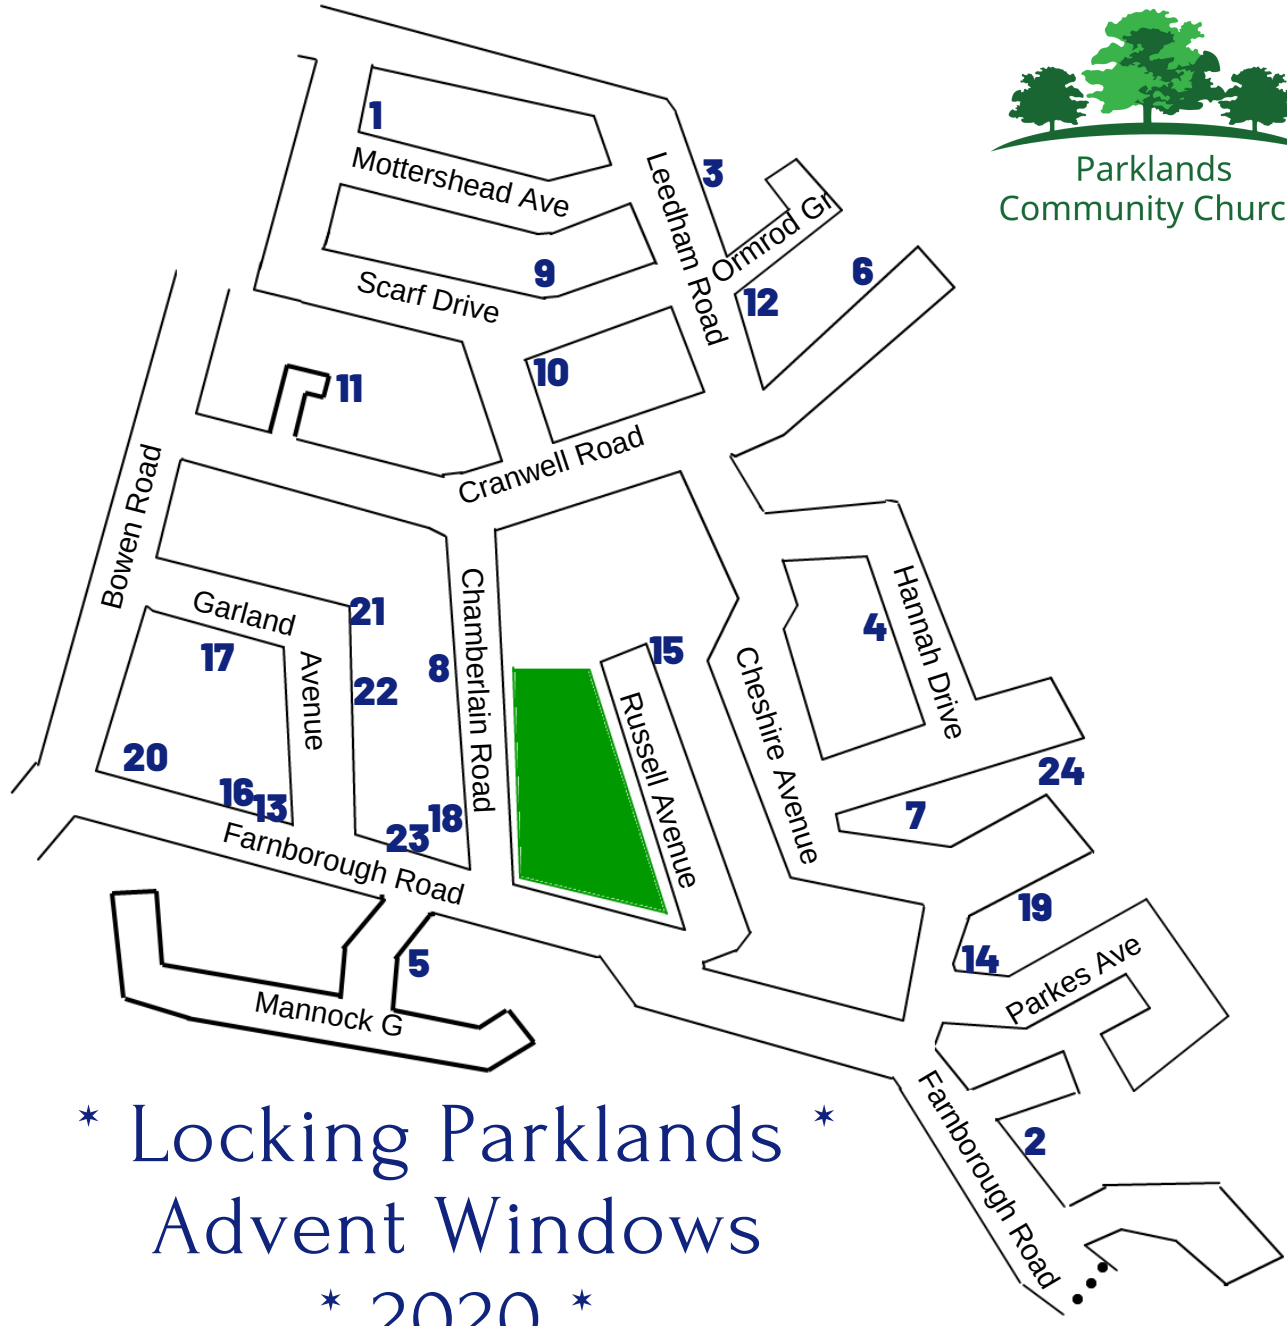 Parklands
Community Churc
1
Mottershead Ave
3
Leedham Road
Ormrod Gr
9
Scarf Drive
6
12
10
11
Cranwell Road
Bowen Road
Garland
Avenue
21
17
8
22
Chamberlain Road
15
4
Hannah Drive
Russell Avenue
Cheshire Avenue
20
16
13
18
23
24
7
Farnborough Road
19
14
5
Parkes Ave
Mannock G
Farnborough Road
2
* Locking Parklands *
Advent Windows
* 2020 *